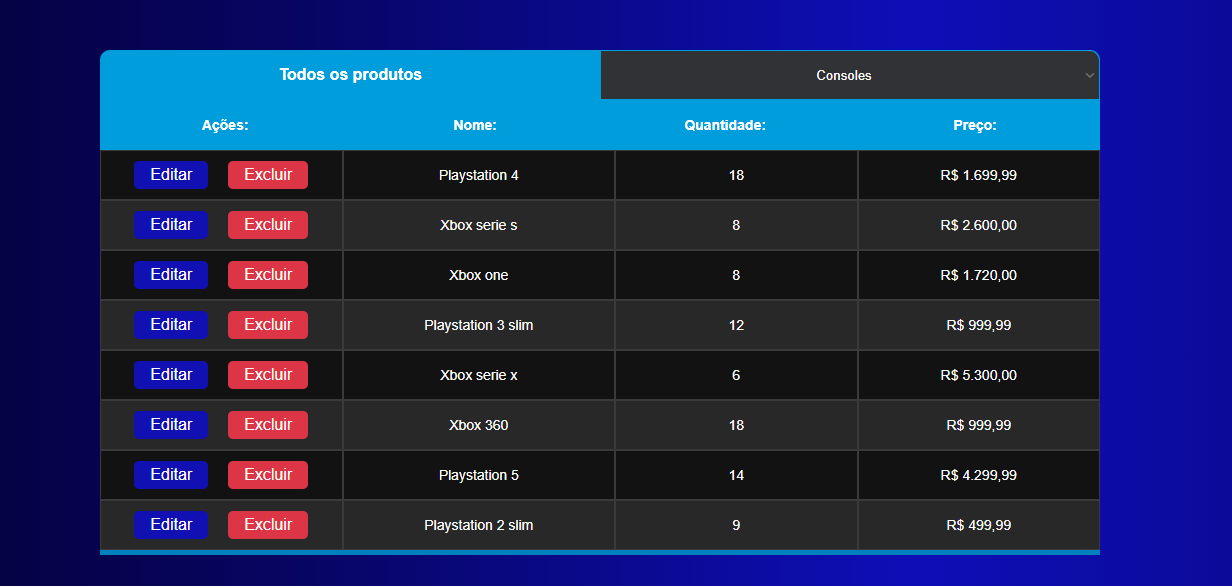 Todos os produtos Consoles
Ações: Nome: Quantidade: Preço:
Editar Excluir Playstation 4 18 R$ 1.699,99
Editar Excluir Xbox serie s 8 R$ 2.600,00
Editar Excluir Xbox one 8 R$ 1.720,00
Editar Excluir Playstation 3 slim 12 R$ 999,99
Editar Excluir Xbox serie x 6 R$ 5.300,00
Editar Excluir Xbox 360 18 R$ 999,99
Editar Excluir Playstation 5 14 R$ 4.299,99
Editar Excluir Playstation 2 slim 9 R$ 499,99